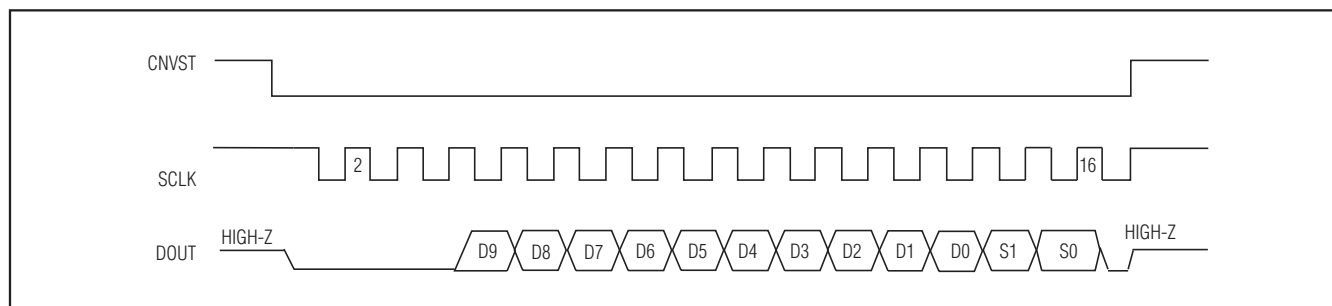 CNVST
SCLK
2
16
DOUT
HIGH-Z
D9 D8 D7 D6 D5 D4 D3 D2 D1 D0 S1 S0
HIGH-Z